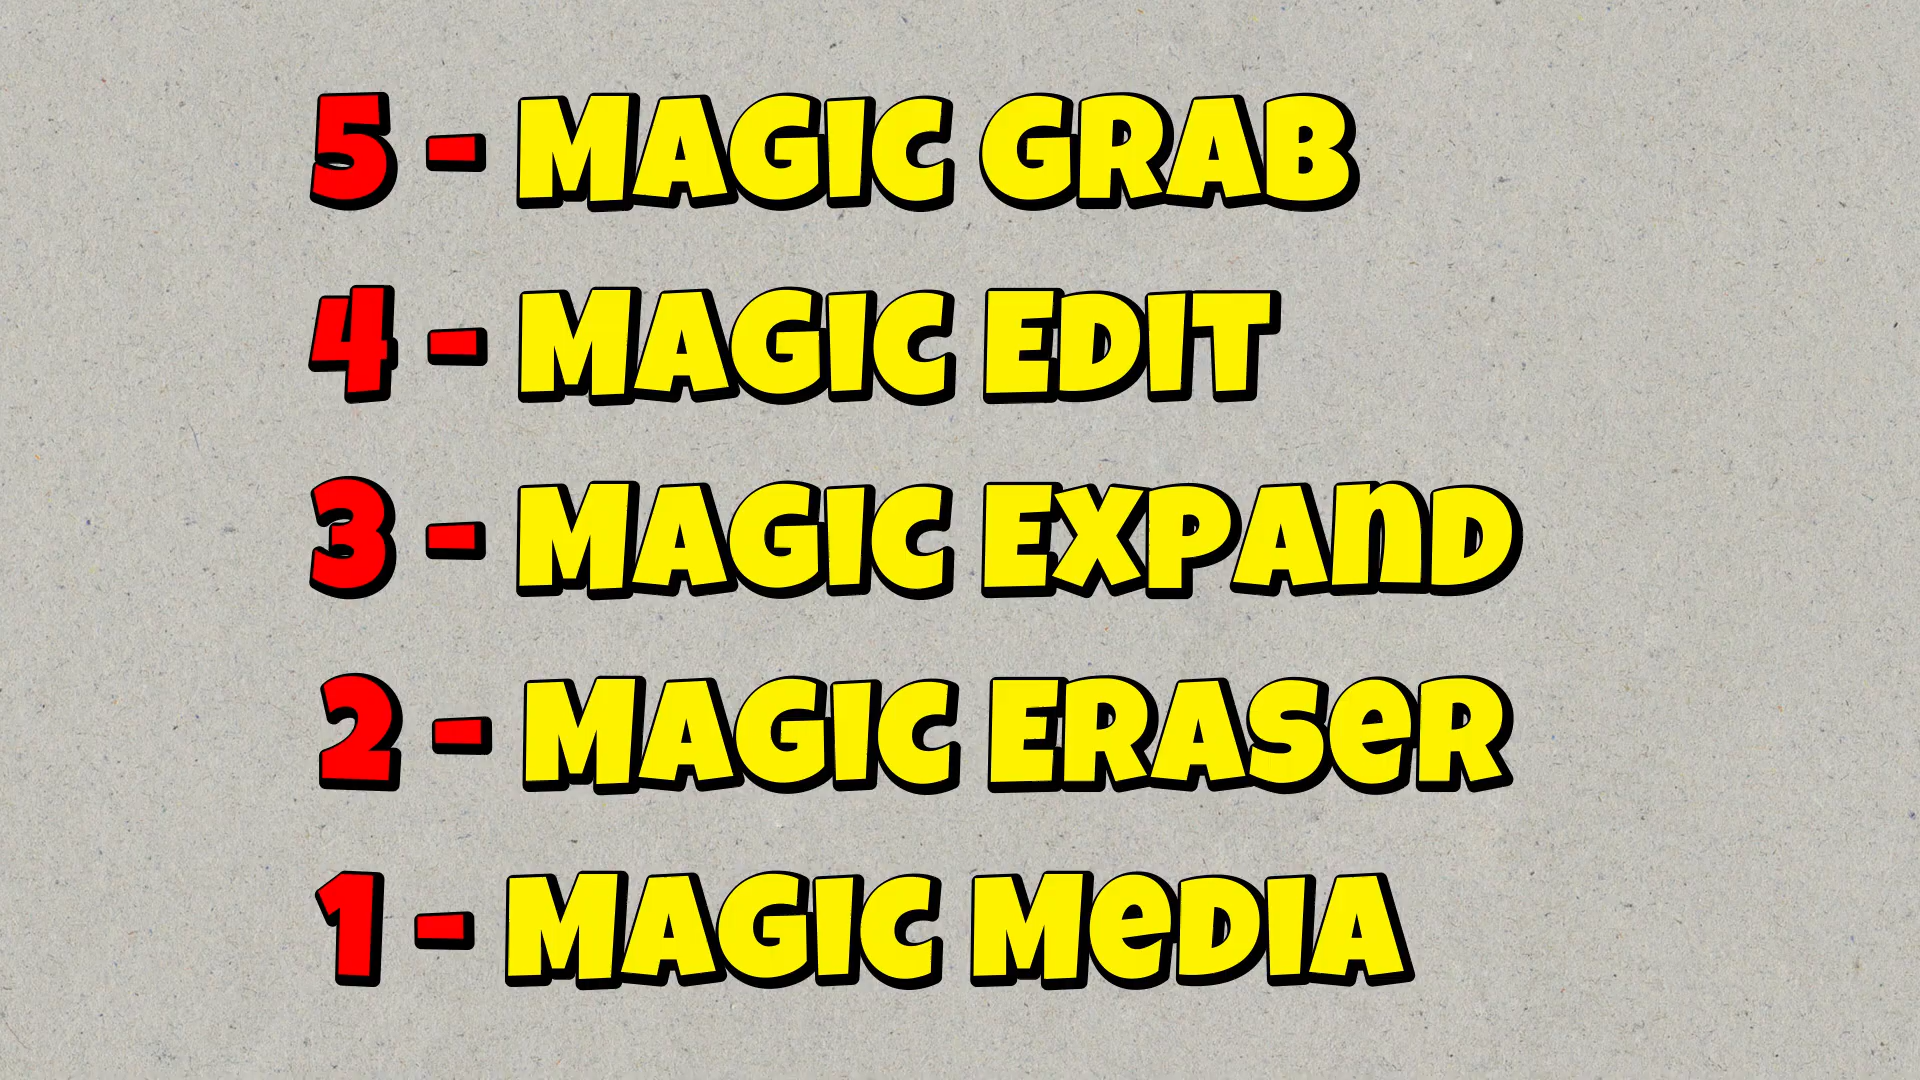 5 - MAGIC GRAB
4 - MAGIC EDIT
3 - MAGIC EXPAND
2 - MAGIC ERASER
1 - MAGIC MEDIA